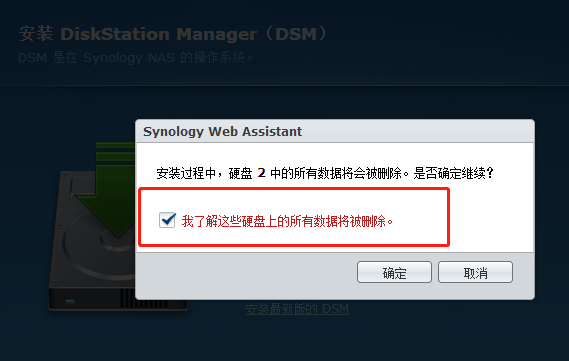 安装 DiskStation Manager（DSM）
DSM 是在 Synology NAS 的操作系统。
Synology Web Assistant
安装过程中，硬盘 2 中的所有数据将会被删除。是否确定继续？
我了解这些硬盘上的所有数据将被删除。
确定
取消
安装最新版的 DSM